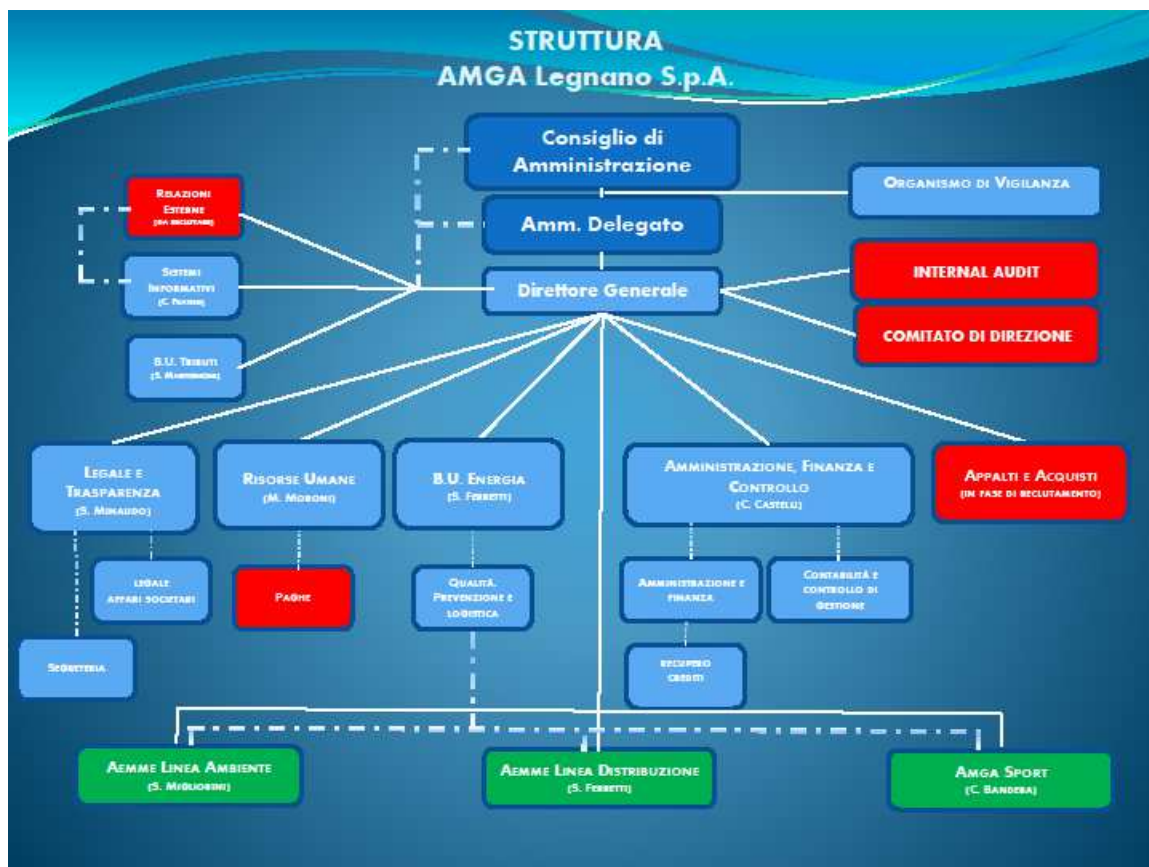 STRUTTURA
AMGA Legnano S.p.A.
Consiglio di
Amministrazione
ORGANISMO DI VIGILANZA
RELAZIONI
ESTERNE
Amm. Delegato
SISTEMI
INFORMATIVI
Direttore Generale
INTERNAL AUDIT
COMITATO DI DIREZIONE
B.U. TRIBUTI
LEGALE E
TRASPARENZA
(S. MINAUDO)
RISORSE UMANE
(M. MORONI)
B.U. ENERGIA
(S. FERRETTI)
AMMINISTRAZIONE, FINANZA E
CONTROLLO
(C. CASTELLI)
APPALTI E ACQUISTI
(IN FASE DI RECLUTAMENTO)
LEGALE
AFFARI SOCIETARI
PAGHE
QUALITÀ
PREVENZIONE E
LOGISTICA
AMMINISTRAZIONE E
FINANZA
CONTABILITÀ E
CONTROLLO DI
GESTIONE
SEGRETERIA
RECUPERO
CREDITI
AEMME LINEA AMBIENTE
(S. MIGLIORINI)
AEMME LINEA DISTRIBUZIONE
(S. FERRETTI)
AMGA SPORT
(C. BANDERA)